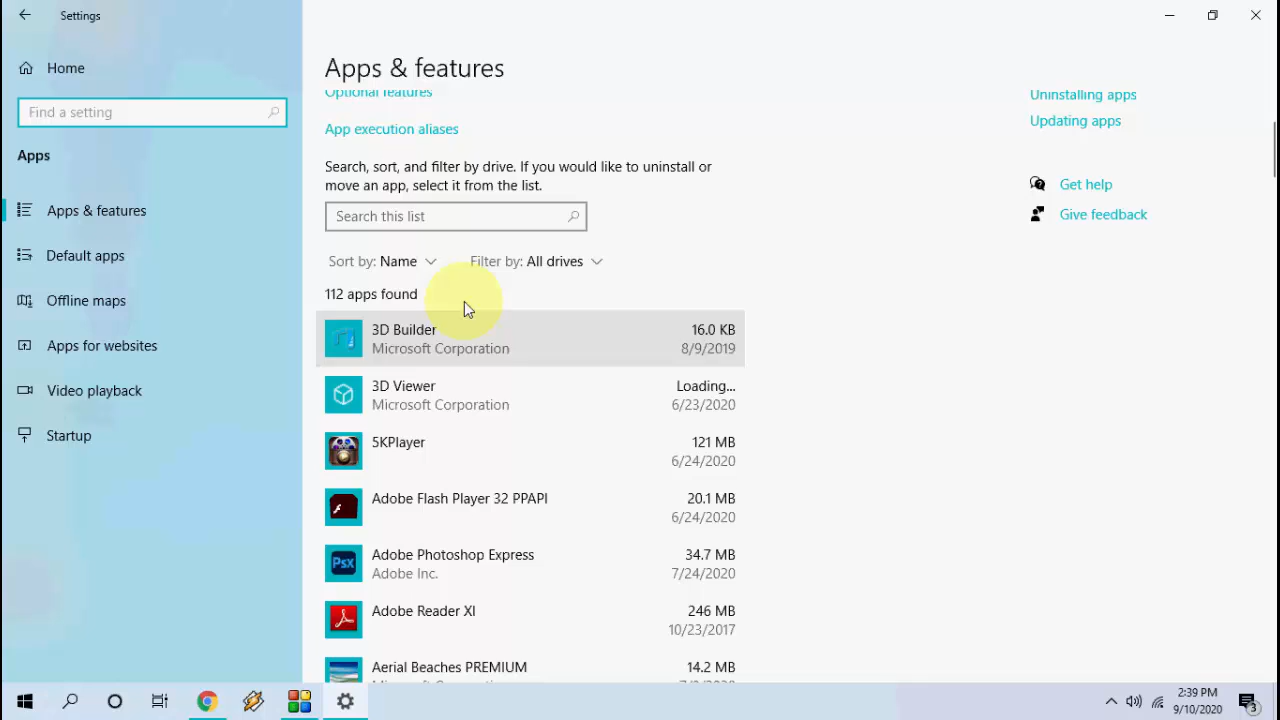 Settings
Home
Find a setting
Apps
Apps & features
Default apps
Offline maps
Apps for websites
Video playback
Startup
Apps & features
Optional features
App execution aliases
Search, sort, and filter by drive. If you would like to uninstall or
move an app, select it from the list.
Search this list
Sort by: Name
Filter by: All drives
112 apps found
3D Builder 16.0 KB
Microsoft Corporation 8/9/2019
3D Viewer Loading...
Microsoft Corporation 6/23/2020
5KPlayer 121 MB
6/24/2020
Adobe Flash Player 32 PPAPI 20.1 MB
6/24/2020
Adobe Photoshop Express 34.7 MB
Adobe Inc. 7/24/2020
Adobe Reader XI 246 MB
10/23/2017
Aerial Beaches PREMIUM 14.2 MB
Uninstalling apps
Updating apps
Get help
Give feedback
Psx
2:39 PM
9/10/2020
3